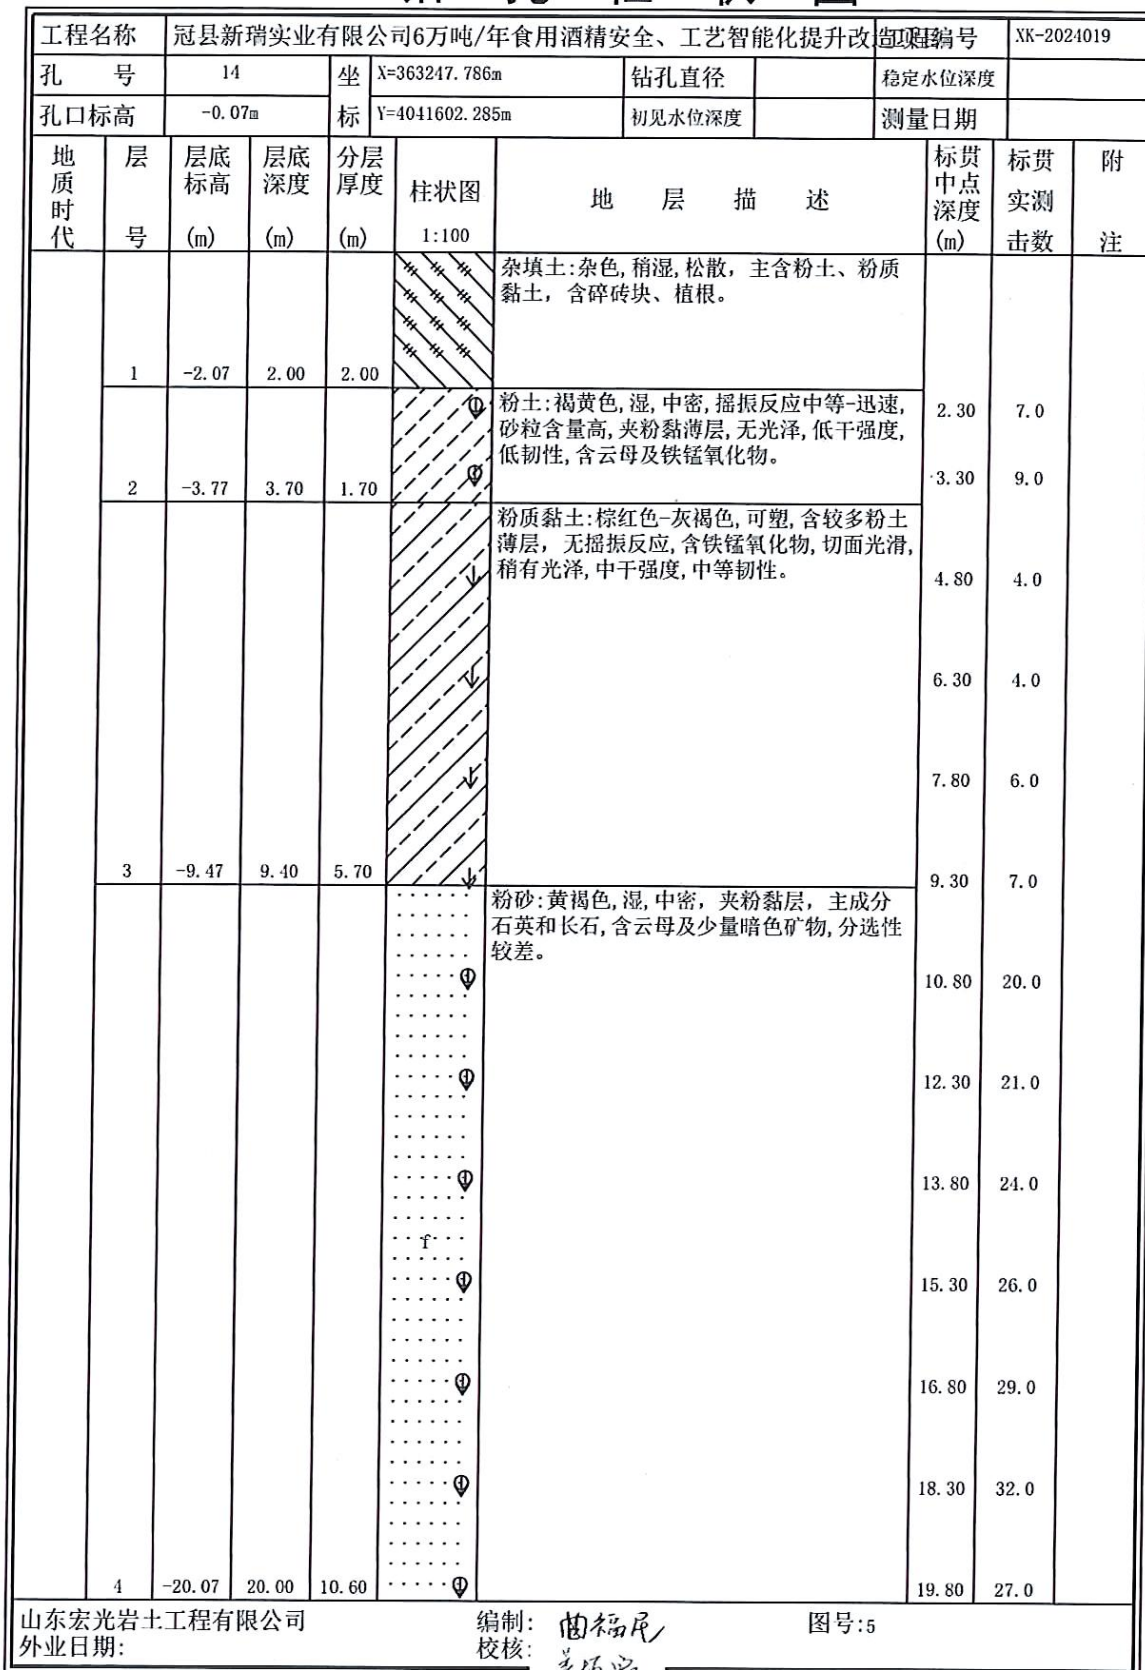 工程名称 冠县新瑞实业有限公司6万吨/年食用酒精安全、工艺智能化提升改造项目 工程编号 XK-2024019
孔 号 14 坐 X=363247.786m 钻孔直径 稳定水位深度
孔口标高 -0.07m 标 Y=4041602.285m 初见水位深度 测量日期
地质时代 层号 层底标高(m) 层底深度(m) 分层厚度(m) 柱状图 1:100 地 层 描 述 标贯中点深度(m) 标贯实测击数 附注
杂填土:杂色,稍湿,松散，主含粉土、粉质
黏土，含碎砖块、植根。
1 -2.07 2.00 2.00
粉土:褐黄色,湿,中密,摇振反应中等-迅速, 2.30 7.0
砂粒含量高,夹粉黏薄层,无光泽,低干强度,
低韧性,含云母及铁锰氧化物。
3.30 9.0
2 -3.77 3.70 1.70
粉质黏土:棕红色-灰褐色,可塑,含较多粉土
薄层，无摇振反应,含铁锰氧化物,切面光滑,
稍有光泽,中干强度,中等韧性。
4.80 4.0
6.30 4.0
7.80 6.0
3 -9.47 9.40 5.70
9.30 7.0
粉砂:黄褐色,湿,中密，夹粉黏层，主成分
石英和长石,含云母及少量暗色矿物,分选性
较差。
10.80 20.0
12.30 21.0
13.80 24.0
f
15.30 26.0
16.80 29.0
18.30 32.0
4 -20.07 20.00 10.60 19.80 27.0
山东宏光岩土工程有限公司 编制: 曲福民 图号:5
外业日期: 校核: